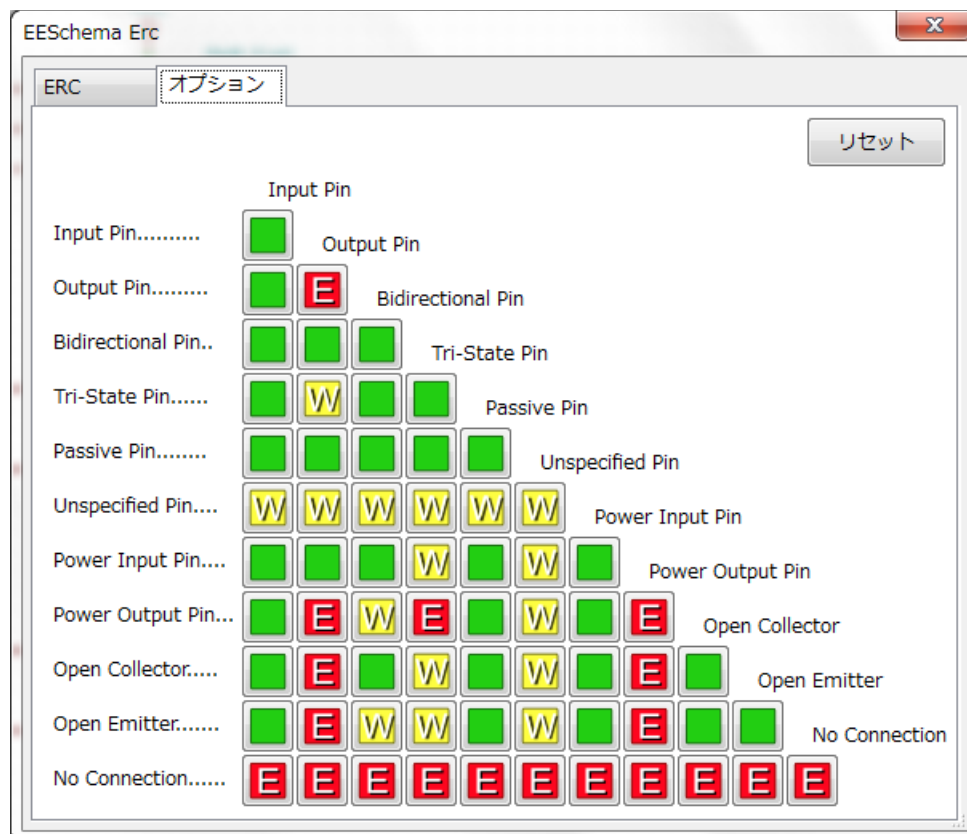 EESchema Erc
ERC オプション
リセット
Input Pin
Input Pin..........
Output Pin
Output Pin......... E
Bidirectional Pin
Bidirectional Pin..
Tri-State Pin
Tri-State Pin...... W
Passive Pin
Passive Pin........
Unspecified Pin
Unspecified Pin.... W W W W W W
Power Input Pin
Power Input Pin.... W W
Power Output Pin
Power Output Pin... E W E W E
Open Collector
Open Collector..... E W W E
Open Emitter
Open Emitter....... E W W W E
No Connection
No Connection...... E E E E E E E E E E E